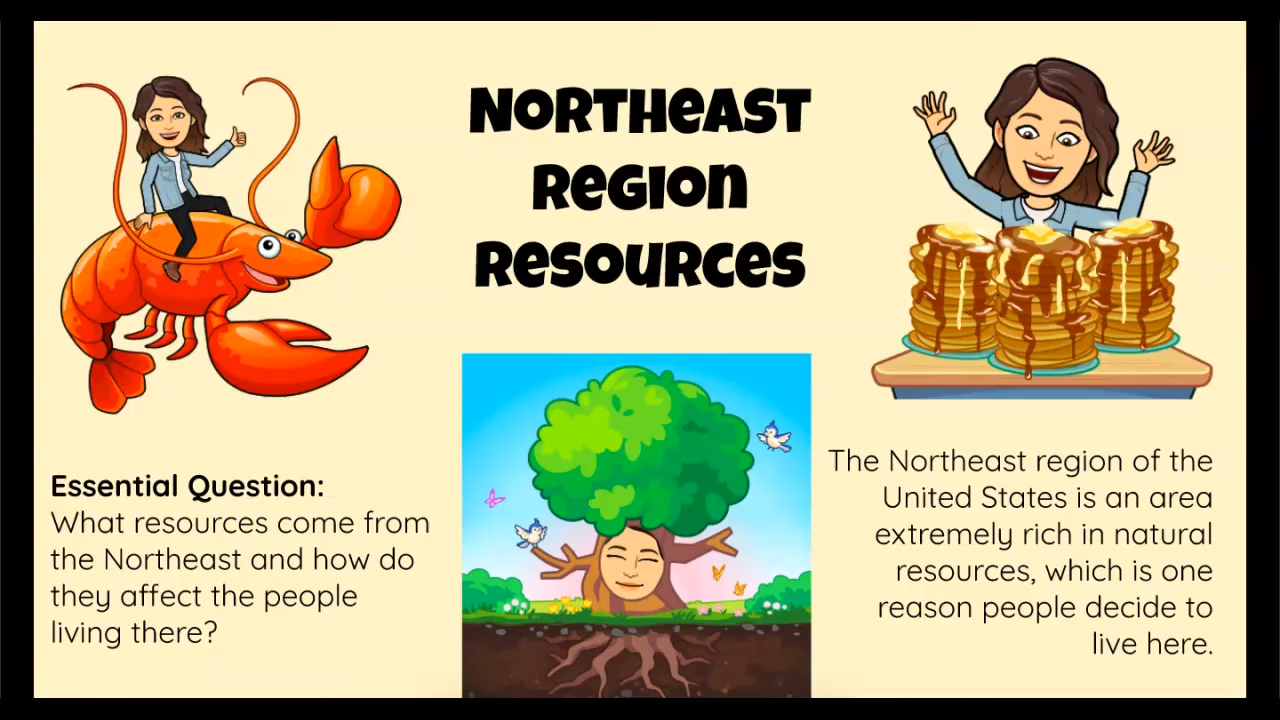 Northeast
Region
Resources
Essential Question:
What resources come from
the Northeast and how do
they affect the people
living there?
The Northeast region of the
United States is an area
extremely rich in natural
resources, which is one
reason people decide to
live here.